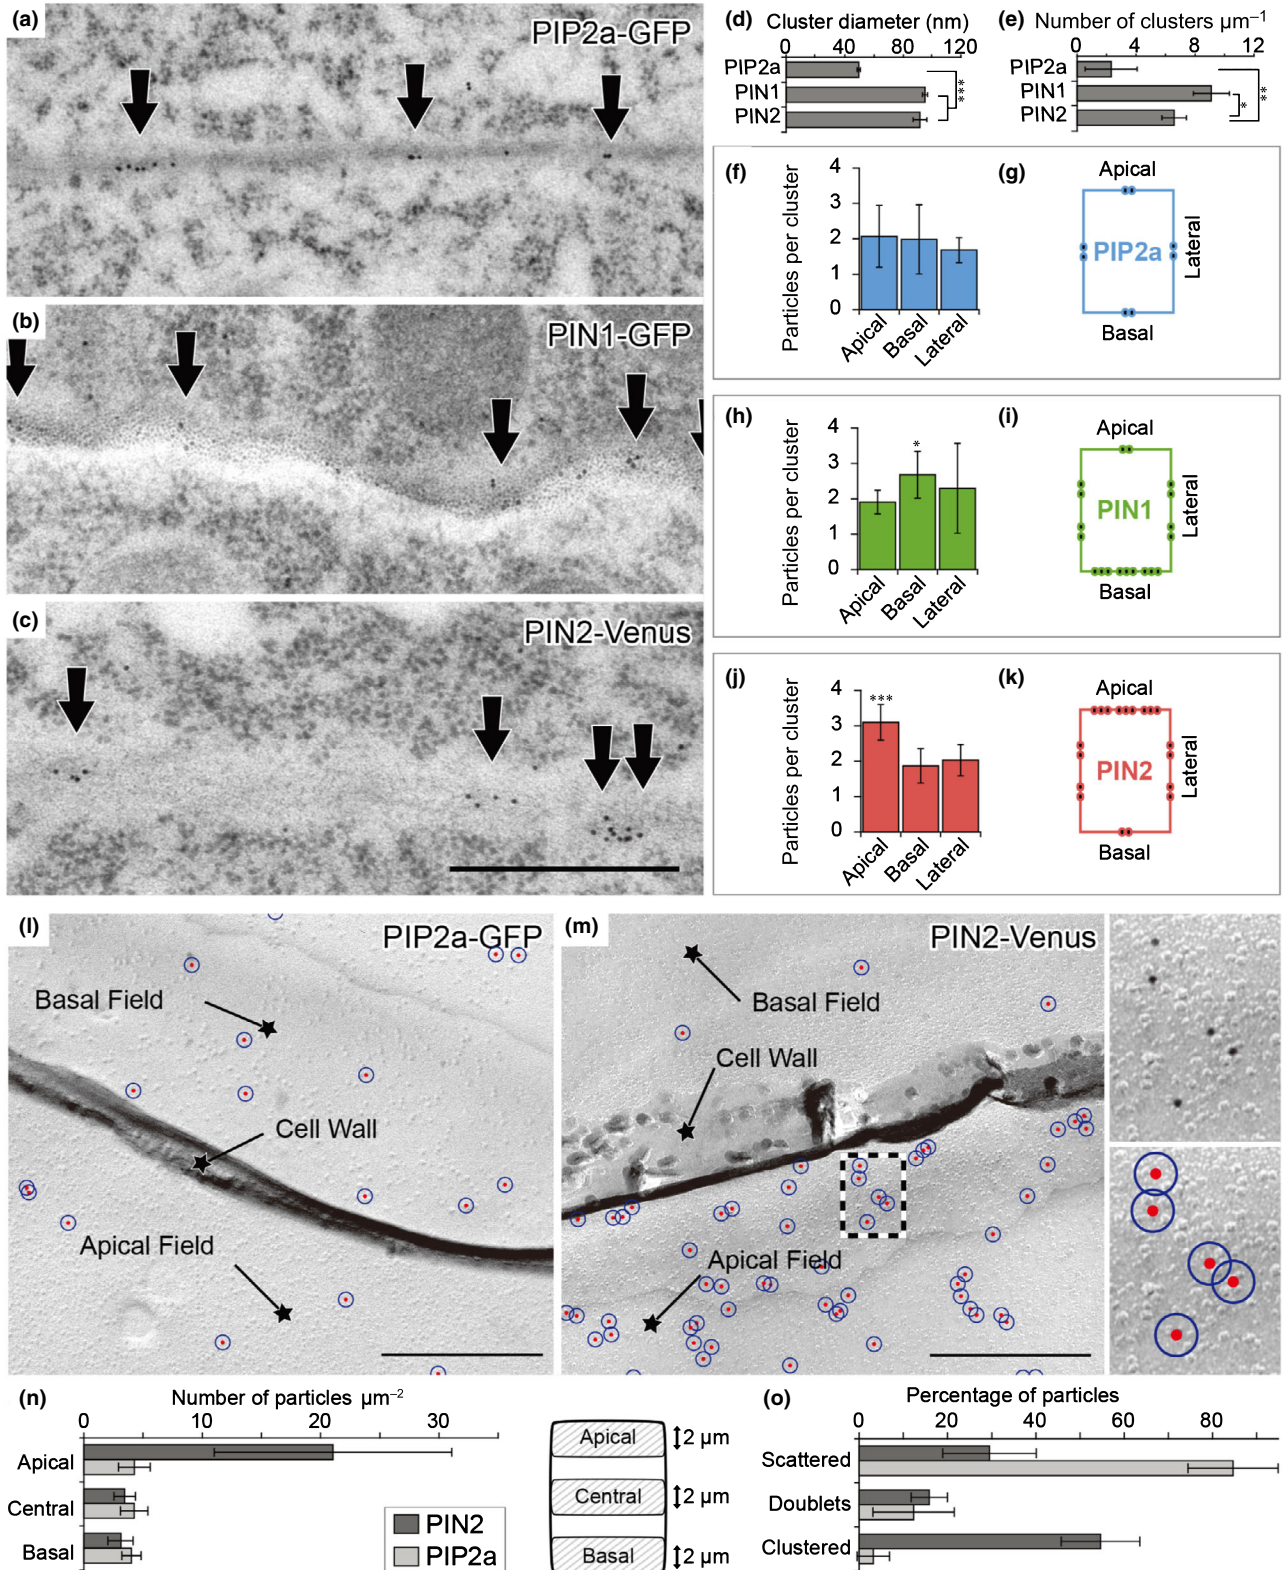 (a)
PIP2a-GFP
(b)
PIN1-GFP
(c)
PIN2-Venus
(d)
Cluster diameter (nm)
0 40 80 120
PIP2a
PIN1
PIN2
***
(e)
Number of clusters µm⁻¹
0 4 8 12
PIP2a
PIN1
PIN2
*
**
(f)
Particles per cluster
4
3
2
1
0
Apical
Basal
Lateral
(g)
Apical
PIP2a
Lateral
Basal
(h)
Particles per cluster
4
3
2
1
0
*
Apical
Basal
Lateral
(i)
Apical
PIN1
Lateral
Basal
(j)
Particles per cluster
4
3
2
1
0
***
Apical
Basal
Lateral
(k)
Apical
PIN2
Lateral
Basal
(l)
PIP2a-GFP
Basal Field
Cell Wall
Apical Field
(m)
PIN2-Venus
Basal Field
Cell Wall
Apical Field
(n)
Number of particles µm⁻²
0 10 20 30
Apical
Central
Basal
PIN2
PIP2a
Apical
2 µm
Central
2 µm
Basal
2 µm
(o)
Percentage of particles
0 20 40 60 80
Scattered
Doublets
Clustered